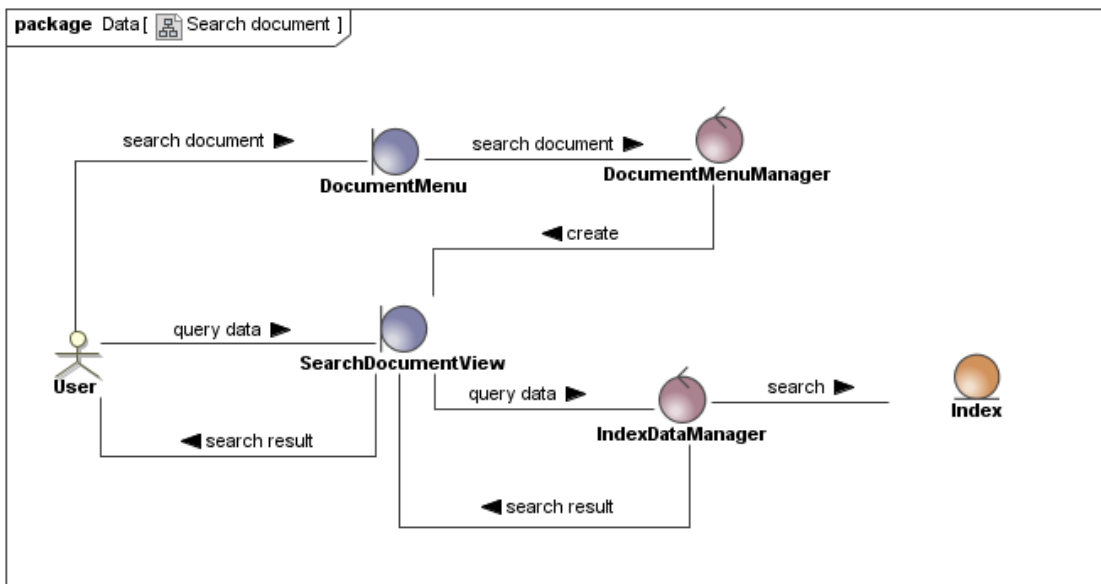 package Data[ Search document ]
search document
search document
DocumentMenu
DocumentMenuManager
create
query data
SearchDocumentView
User
query data
search
Index
IndexDataManager
search result
search result